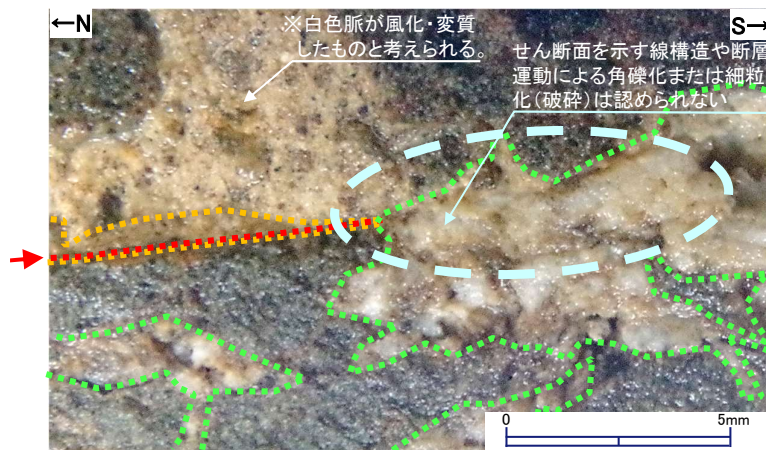 ←N
S→
※白色脈が風化・変質
したものと考えられる。
せん断面を示す線構造や断層
運動による角礫化または細粒
化(破砕)は認められない
0
5mm